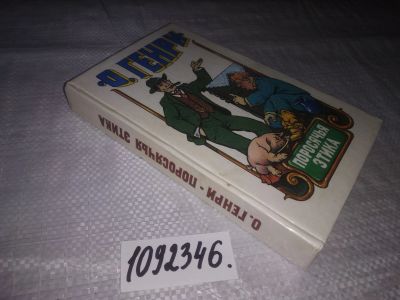 О. ГЕНРИ
ПОРОСЯЧЬЯ
ЭТИКА
О. ГЕНРИ - ПОРОСЯЧЬЯ ЭТИКА
1092346.